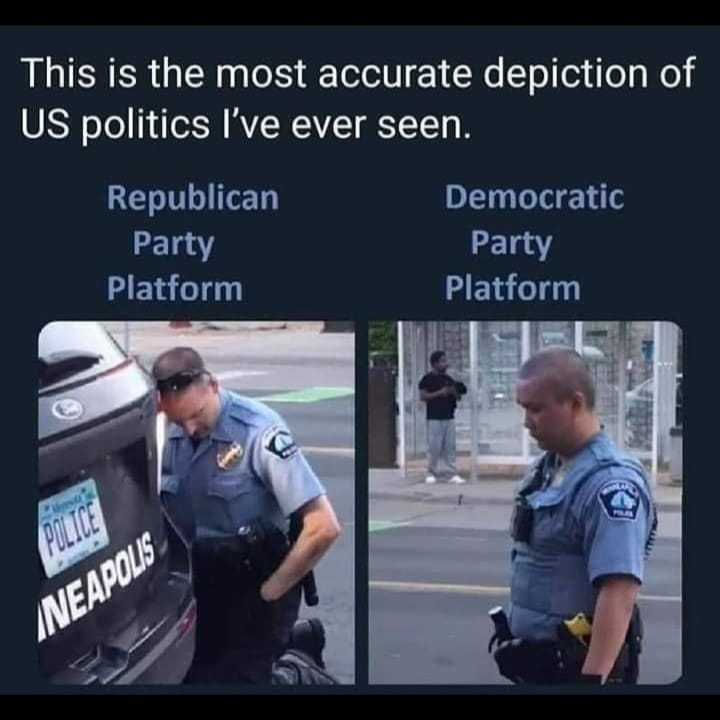 This is the most accurate depiction of
US politics I've ever seen.
Republican
Party
Platform
Democratic
Party
Platform
POLICE
NEAPOLIS